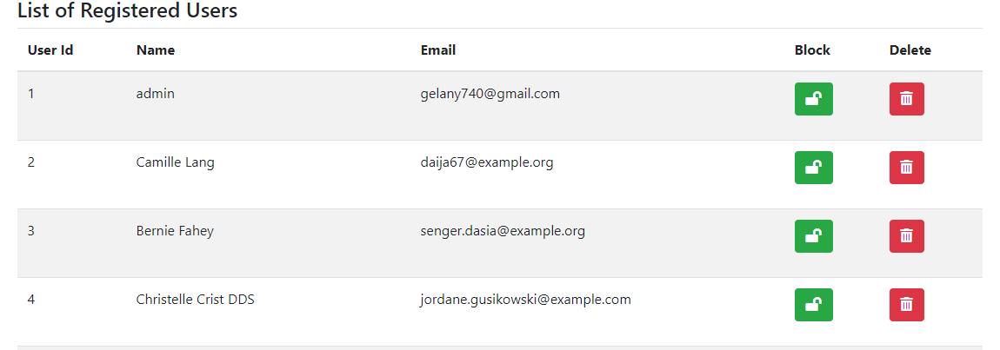 List of Registered Users
User Id Name Email Block Delete
1 admin gelany740@gmail.com
2 Camille Lang daija67@example.org
3 Bernie Fahey senger.dasia@example.org
4 Christelle Crist DDS jordane.gusikowski@example.com